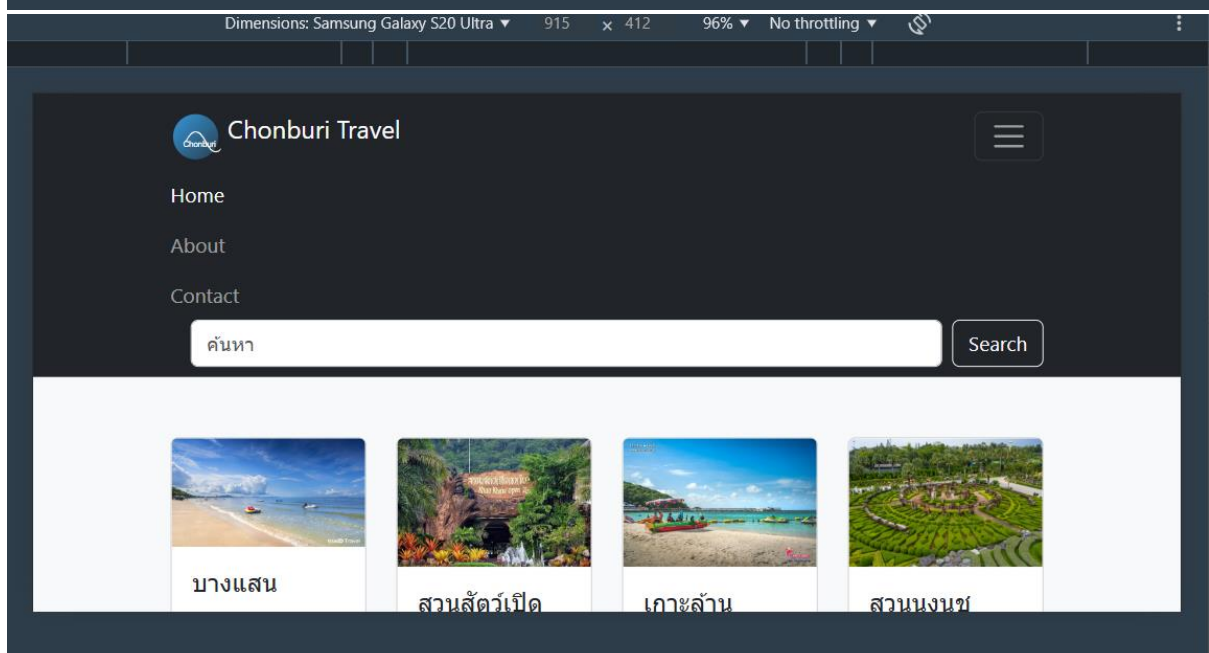 Dimensions: Samsung Galaxy S20 Ultra ▼ 915 × 412 96% ▼ No throttling ▼
Chonburi
Chonburi Travel
Home
About
Contact
ค้นหา Search
บางแสน
สวนสัตว์เปิด เกาะล้าน สวนนงนุช